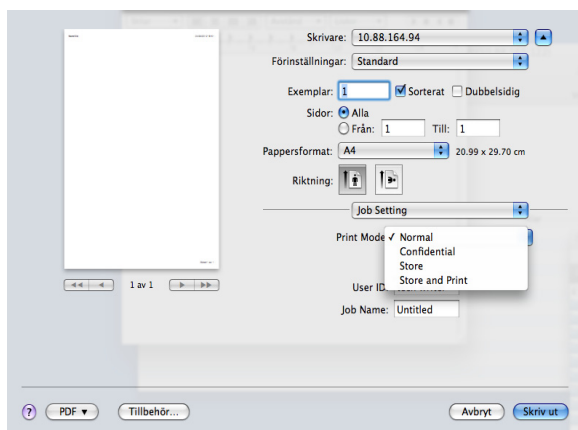 Skrivare: 10.88.164.94
Förinställningar: Standard
Exemplar: 1 Sorterat Dubbelsidig
Sidor: Alla
Från: 1 Till: 1
Pappersformat: A4 20.99 x 29.70 cm
Riktning:
Job Setting
Print Mode ✓ Normal
Confidential
Store
Store and Print
1 av 1
User ID
Job Name: Untitled
? PDF ▼ Tillbehör... Avbryt Skriv ut